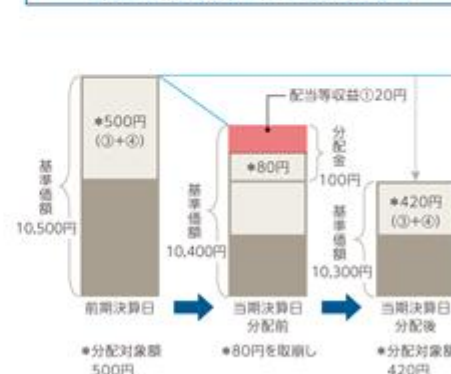 配当等収益①20円
*500円
(③+④)
*80円
分配金
100円
*420円
(③+④)
基準価額
10,500円
基準価額
10,400円
基準価額
10,300円
前期決算日
当期決算日
分配前
当期決算日
分配後
*分配対象額
500円
*80円を取崩し
*分配対象額
420円